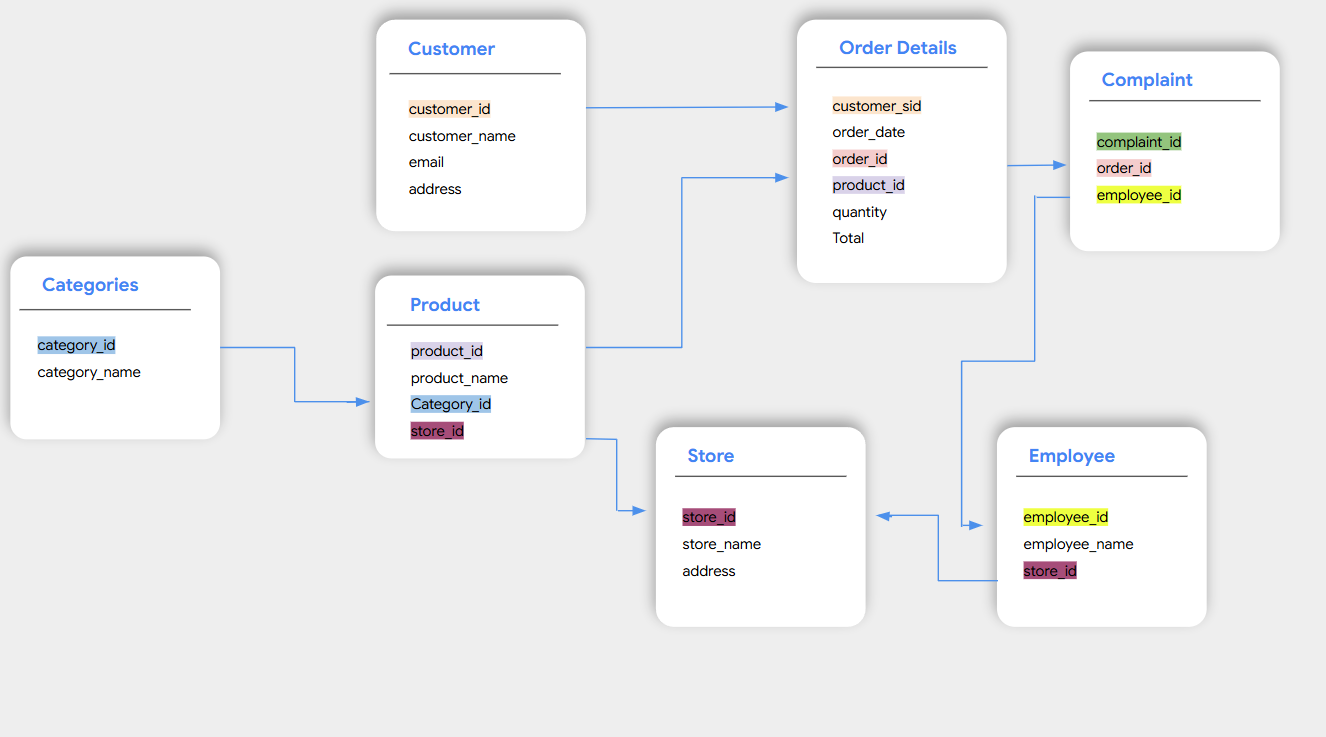 Customer
customer_id
customer_name
email
address
Order Details
customer_sid
order_date
order_id
product_id
quantity
Total
Complaint
complaint_id
order_id
employee_id
Categories
category_id
category_name
Product
product_id
product_name
Category_id
store_id
Store
store_id
store_name
address
Employee
employee_id
employee_name
store_id